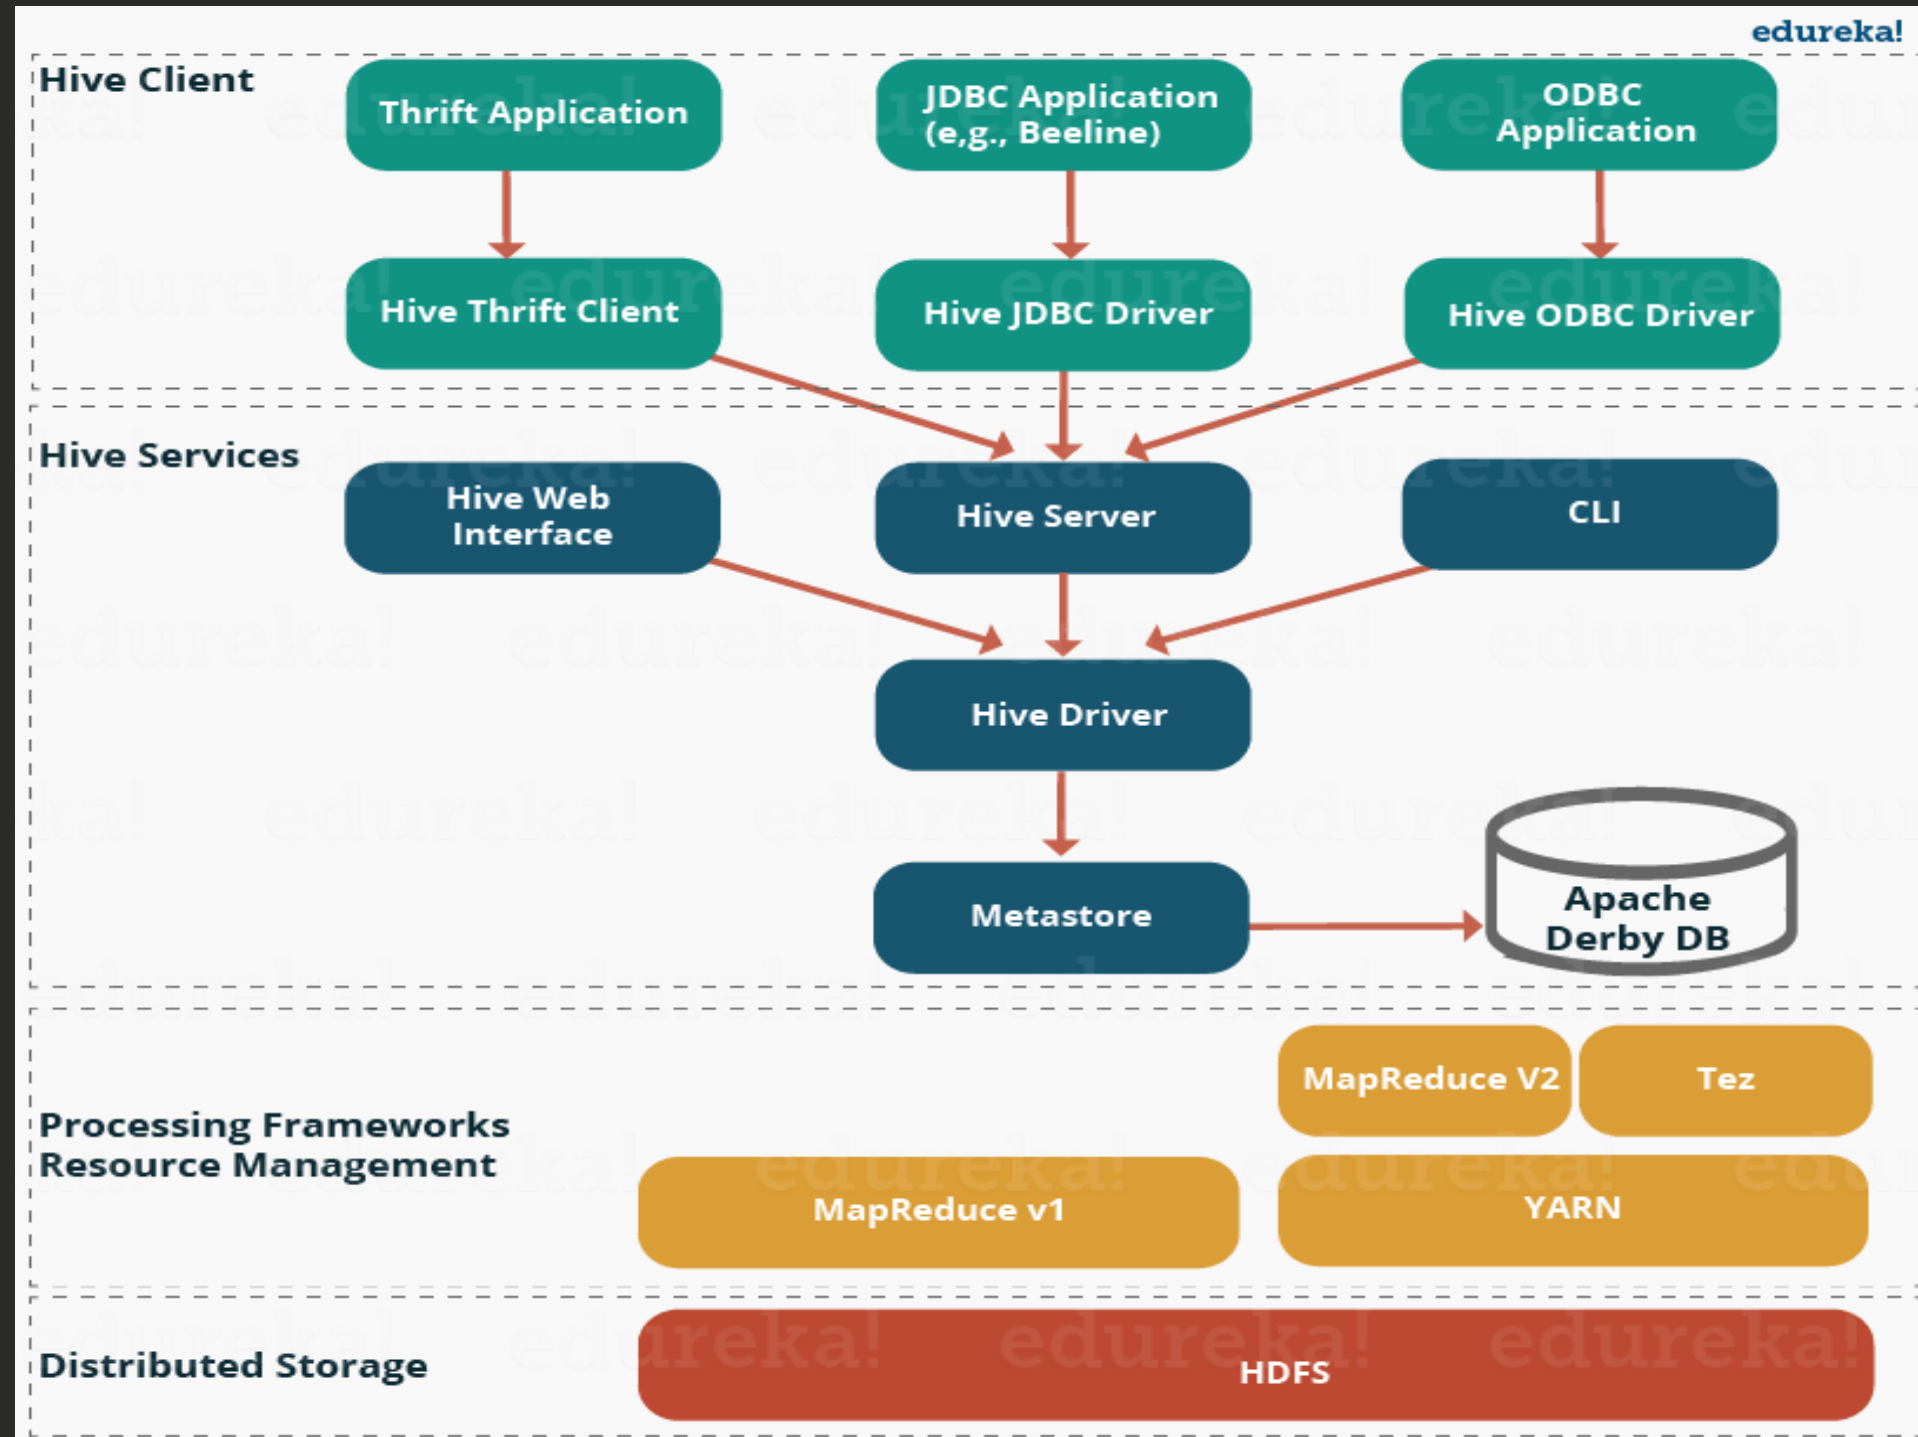 edureka!
Hive Client
Thrift Application
JDBC Application
(e,g., Beeline)
ODBC
Application
Hive Thrift Client
Hive JDBC Driver
Hive ODBC Driver
Hive Services
Hive Web
Interface
Hive Server
CLI
Hive Driver
Metastore
Apache
Derby DB
Processing Frameworks
Resource Management
MapReduce V2
Tez
MapReduce v1
YARN
Distributed Storage
HDFS